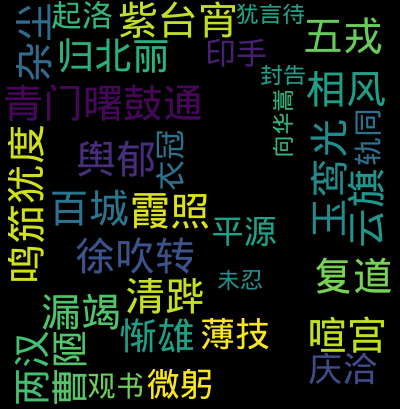 杂尘
起洛
紫台宵
犹言待
五戎
归北丽
印手
封告
相风
青门曙鼓通
向华嵩
鸣笳犹度
舆郁
衣冠
玉鸾光
轨同
云旗
百城
霞照
平源
徐吹转
未忍
复道
清跸
漏竭
惭雄
薄技
喧宫
两汉
陋
庆洽
观书
微躬